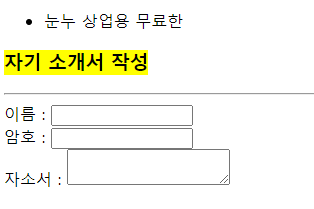 눈누 상업용 무료한
자기 소개서 작성
이름 :
암호 :
자소서 :